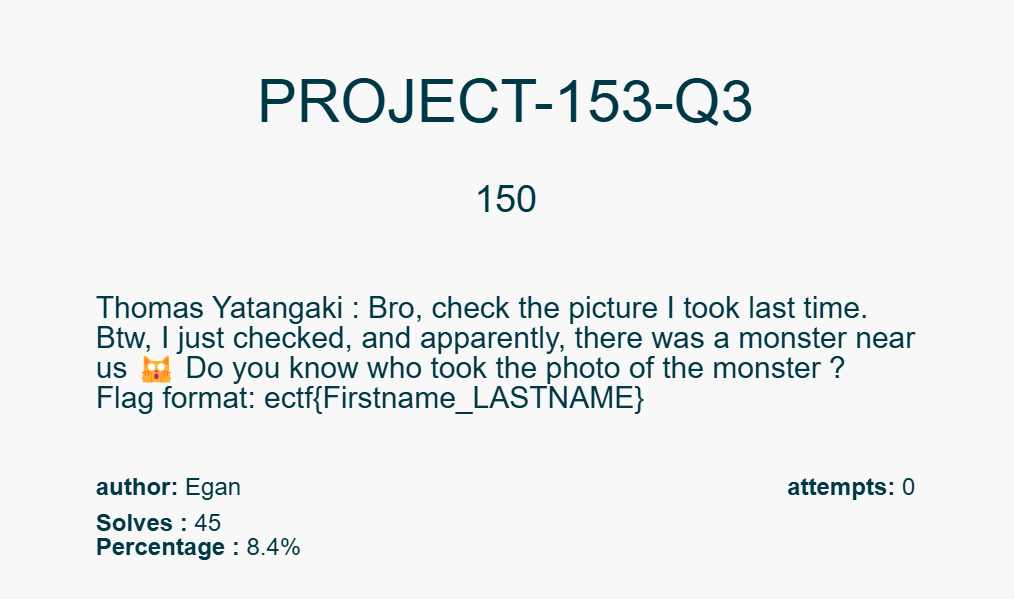 PROJECT-153-Q3
150
Thomas Yatangaki : Bro, check the picture I took last time.
Btw, I just checked, and apparently, there was a monster near
us 🙀 Do you know who took the photo of the monster ?
Flag format: ectf{Firstname_LASTNAME}
author: Egan
attempts: 0
Solves : 45
Percentage : 8.4%